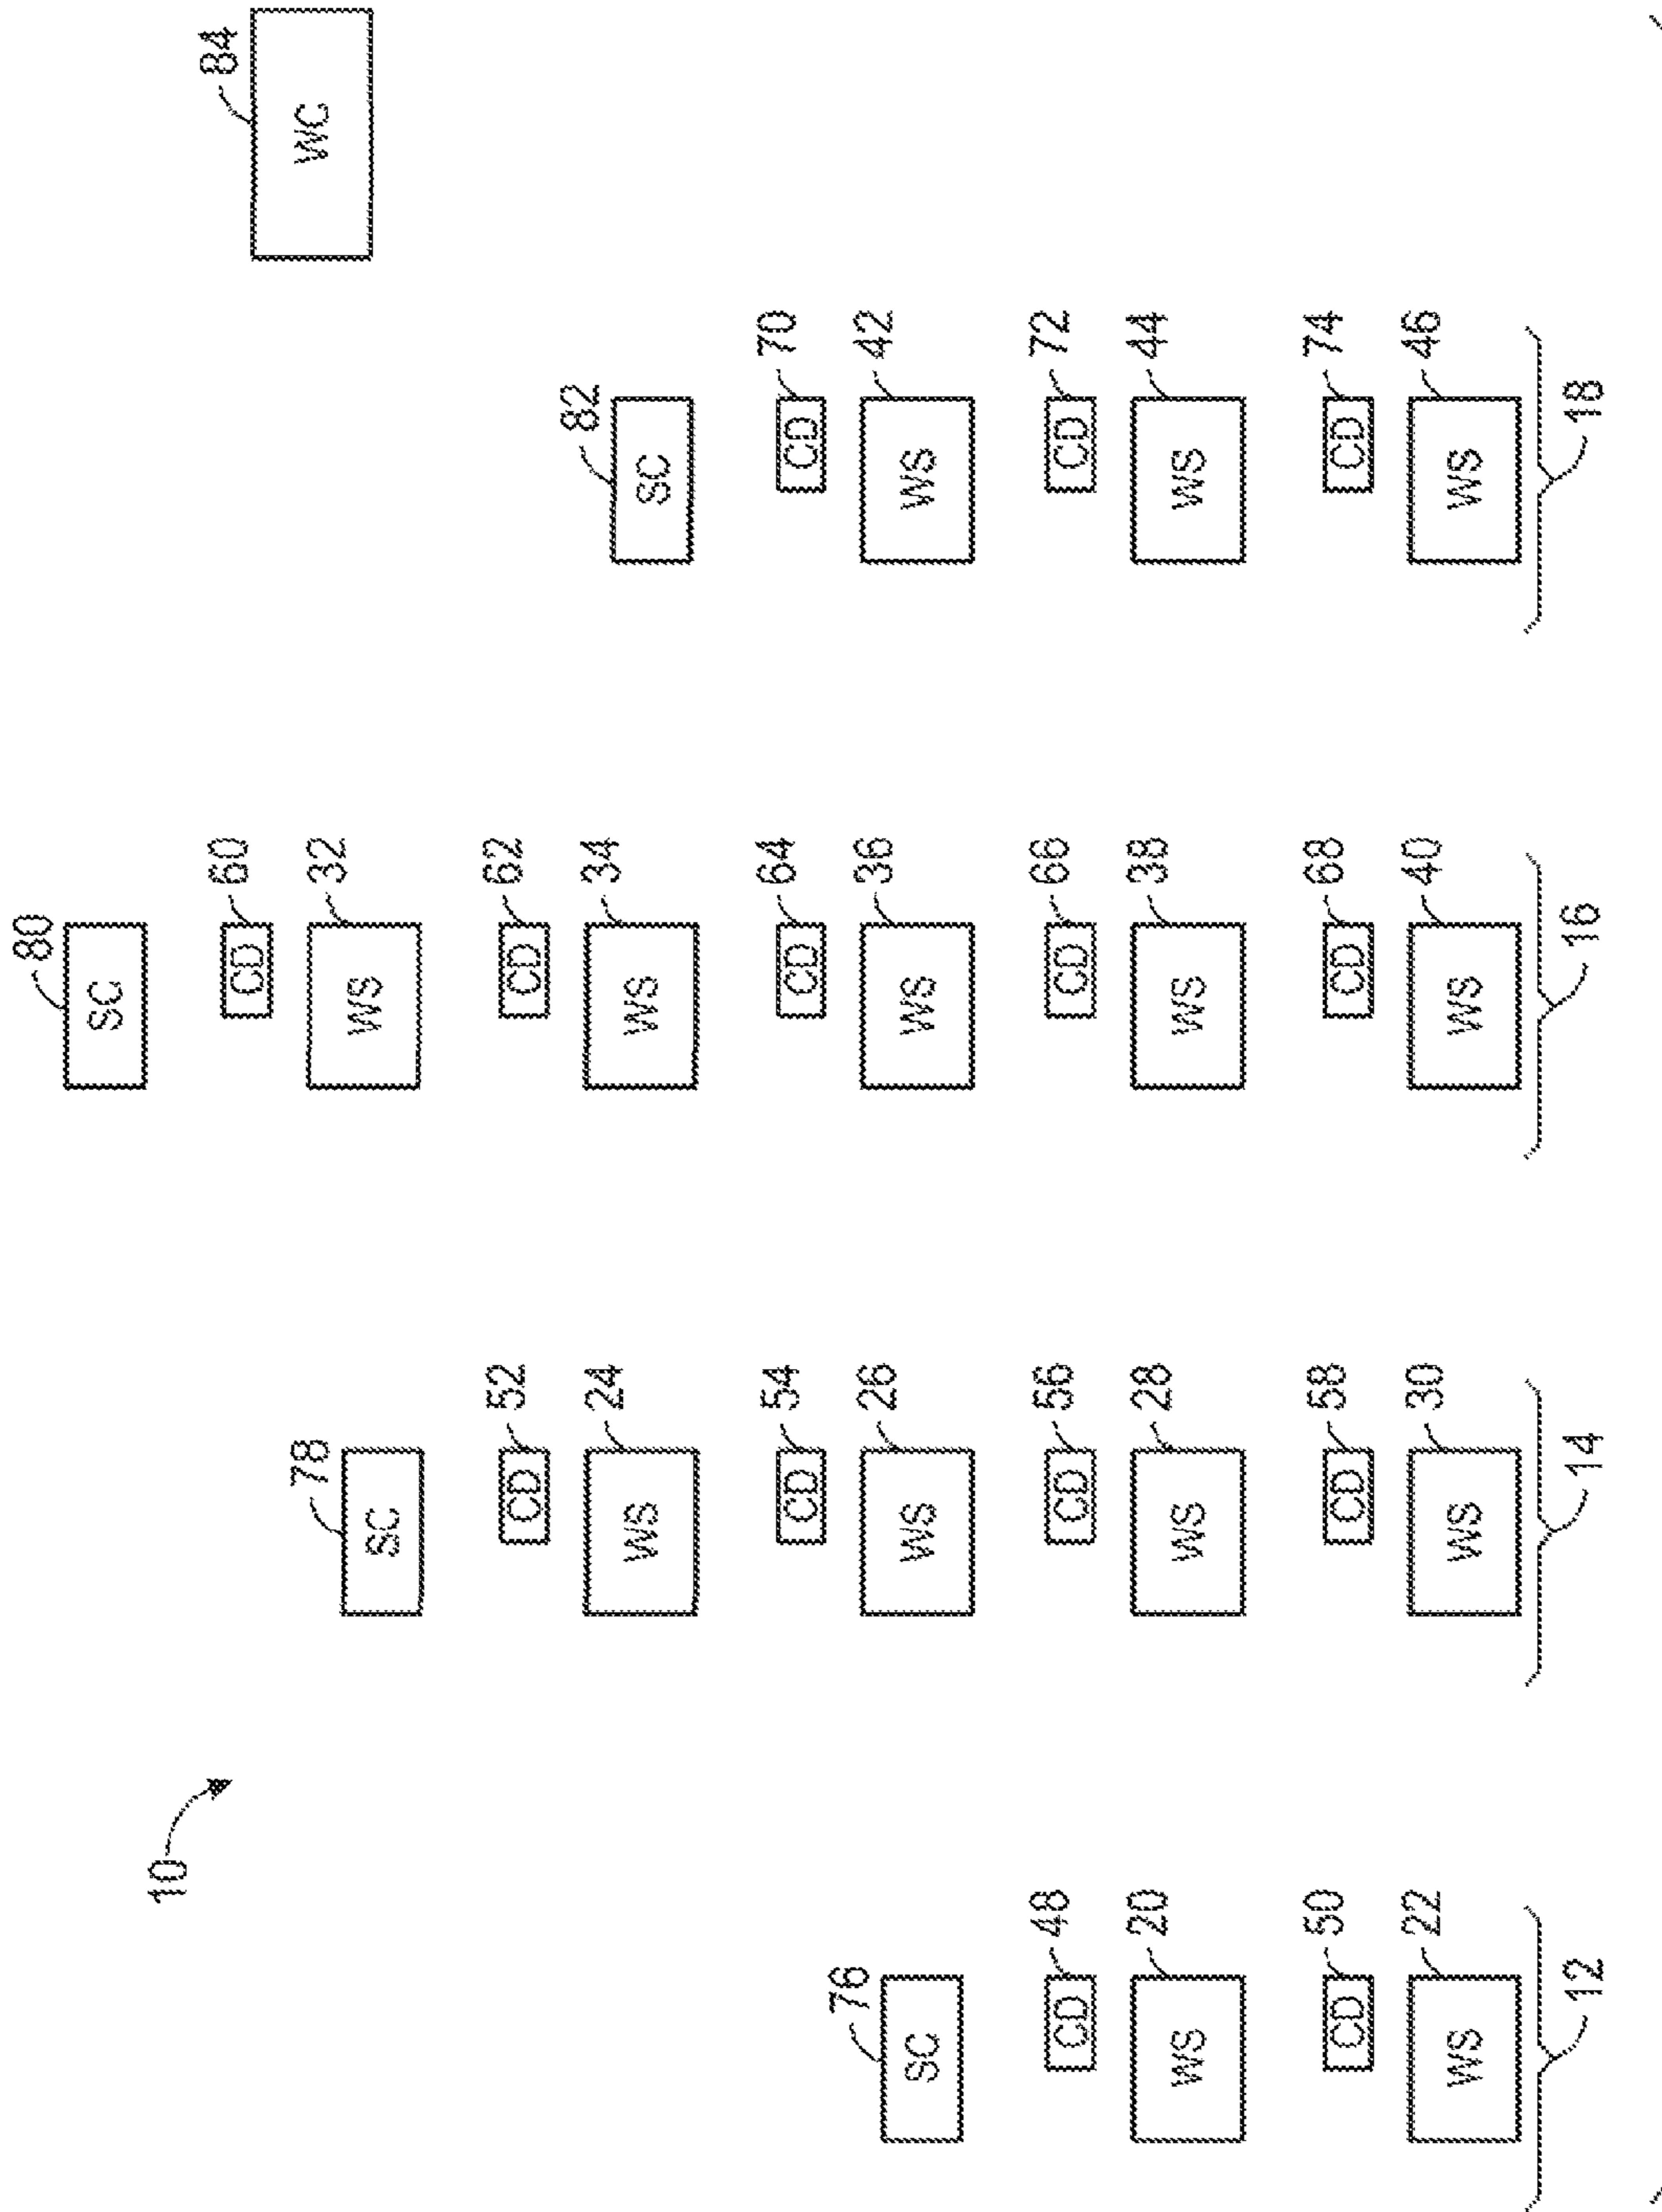 80
SC
10
84
CD 60
78 WC
WS 32
SC
CD 52 CD 62
82
WS 24 WS 34
SC
CD 54 CD 64 CD 70
76
WS 26 WS 36 WS 42
SC
CD 48 CD 56 CD 66 CD 72
WS 20 WS 28 WS 38 WS 44
CD 50 CD 58 CD 68 CD 74
WS 22 WS 30 WS 40 WS 46
12 14 16 18